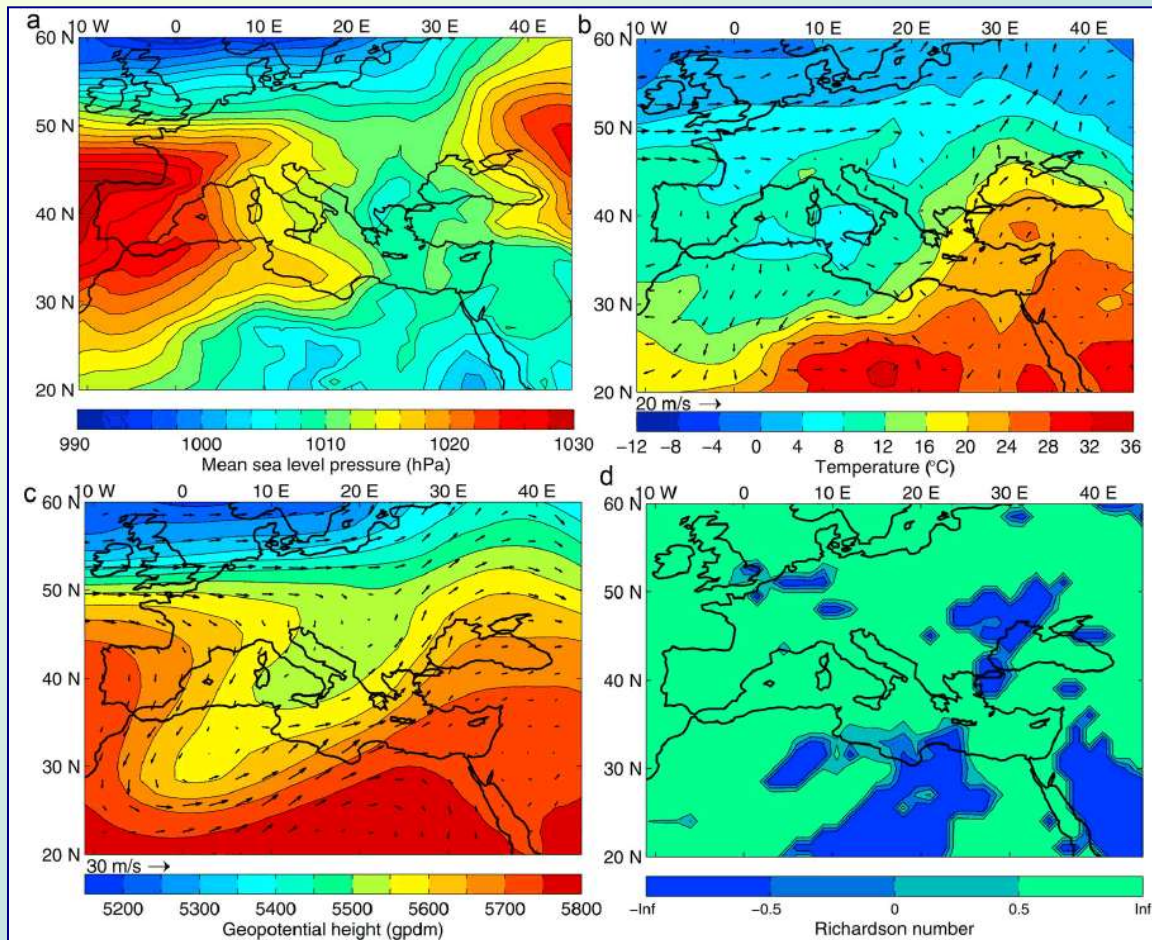 a
10 W 0 10 E 20 E 30 E 40 E
60 N
50 N
40 N
30 N
20 N
990 1000 1010 1020 1030
Mean sea level pressure (hPa)
b
10 W 0 10 E 20 E 30 E 40 E
60 N
50 N
40 N
30 N
20 N
20 m/s
−12 −8 −4 0 4 8 12 16 20 24 28 32 36
Temperature (°C)
c
10 W 0 10 E 20 E 30 E 40 E
60 N
50 N
40 N
30 N
20 N
30 m/s
5200 5300 5400 5500 5600 5700 5800
Geopotential height (gpdm)
d
10 W 0 10 E 20 E 30 E 40 E
60 N
50 N
40 N
30 N
20 N
−Inf −0.5 0 0.5 Inf
Richardson number